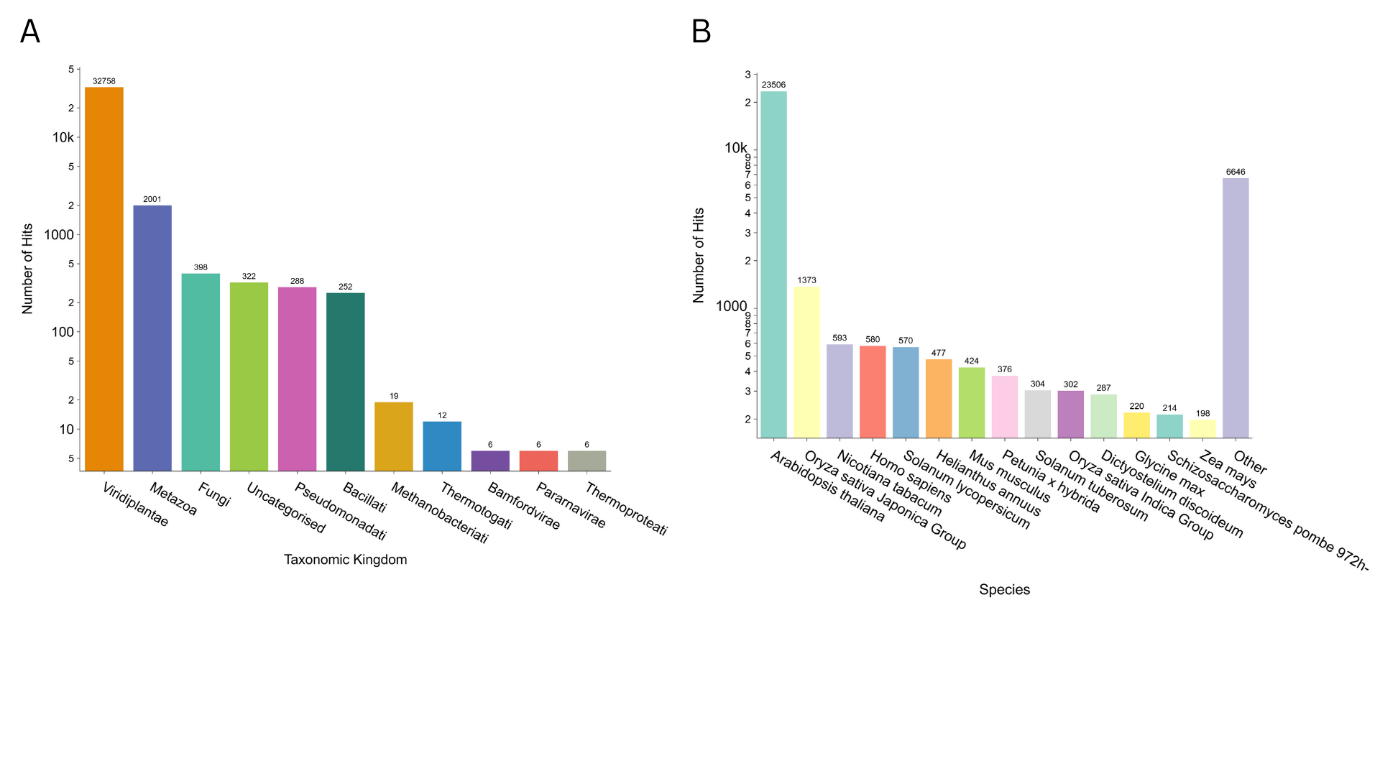 A
5
2
10k
5
2
1000
5
2
100
5
2
10
5
Number of Hits
32758
2001
398
322
288
252
19
12
6
6
6
Viridiplantae
Metazoa
Fungi
Uncategorised
Pseudomonadati
Bacillati
Methanobacteriati
Thermotogati
Bamfordvirae
Pararnavirae
Thermoproteati
Taxonomic Kingdom
B
3
2
10k
9
8
7
6
5
4
3
2
1000
9
8
7
6
5
4
3
2
Number of Hits
23506
1373
593
580
570
477
424
376
304
302
287
220
214
198
6646
Arabidopsis thaliana
Oryza sativa Japonica Group
Nicotiana tabacum
Homo sapiens
Solanum lycopersicum
Helianthus annuus
Mus musculus
Petunia x hybrida
Solanum tuberosum
Oryza sativa Indica Group
Dictyostelium discoideum
Glycine max
Schizosaccharomyces pombe 972h-
Zea mays
Other
Species